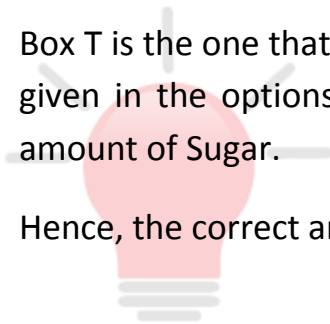 Box T is the one that
given in the options
amount of Sugar.
Hence, the correct